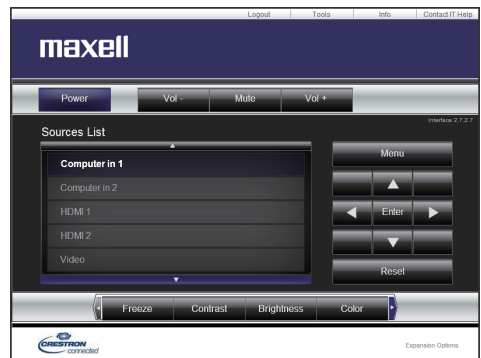 Logout Tools Info Contact IT Help
maxell
Power Vol - Mute Vol +
Interface 2.7.2.7
Sources List
Computer in 1
Computer in 2
HDMI 1
HDMI 2
Video
Menu
Enter
Reset
Freeze Contrast Brightness Color
CRESTRON
connected
Expansion Options